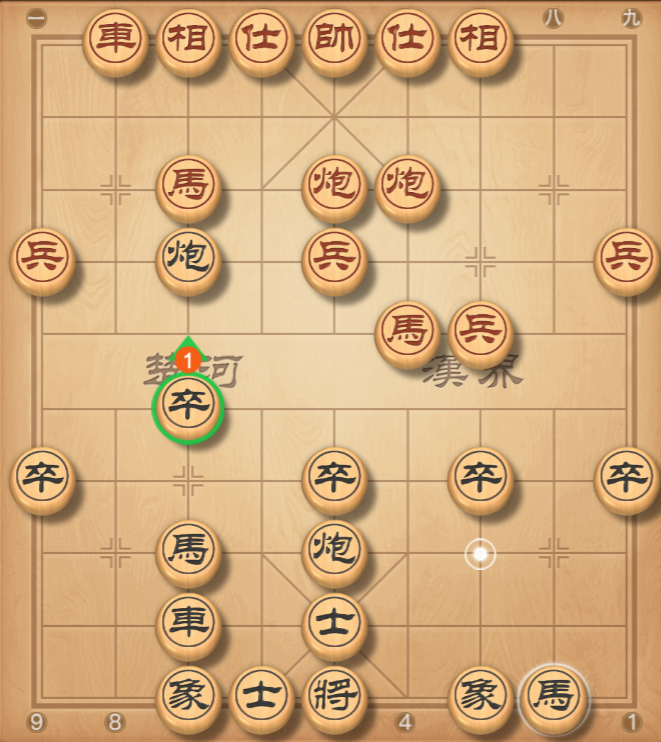 一 八 九
車 相 仕 帥 仕 相
馬 炮 炮
兵 炮 兵 兵
馬 兵
楚河 漢界
1
卒
卒 卒 卒 卒
馬 炮
車 士
象 士 將 象 馬
9 8 4 1